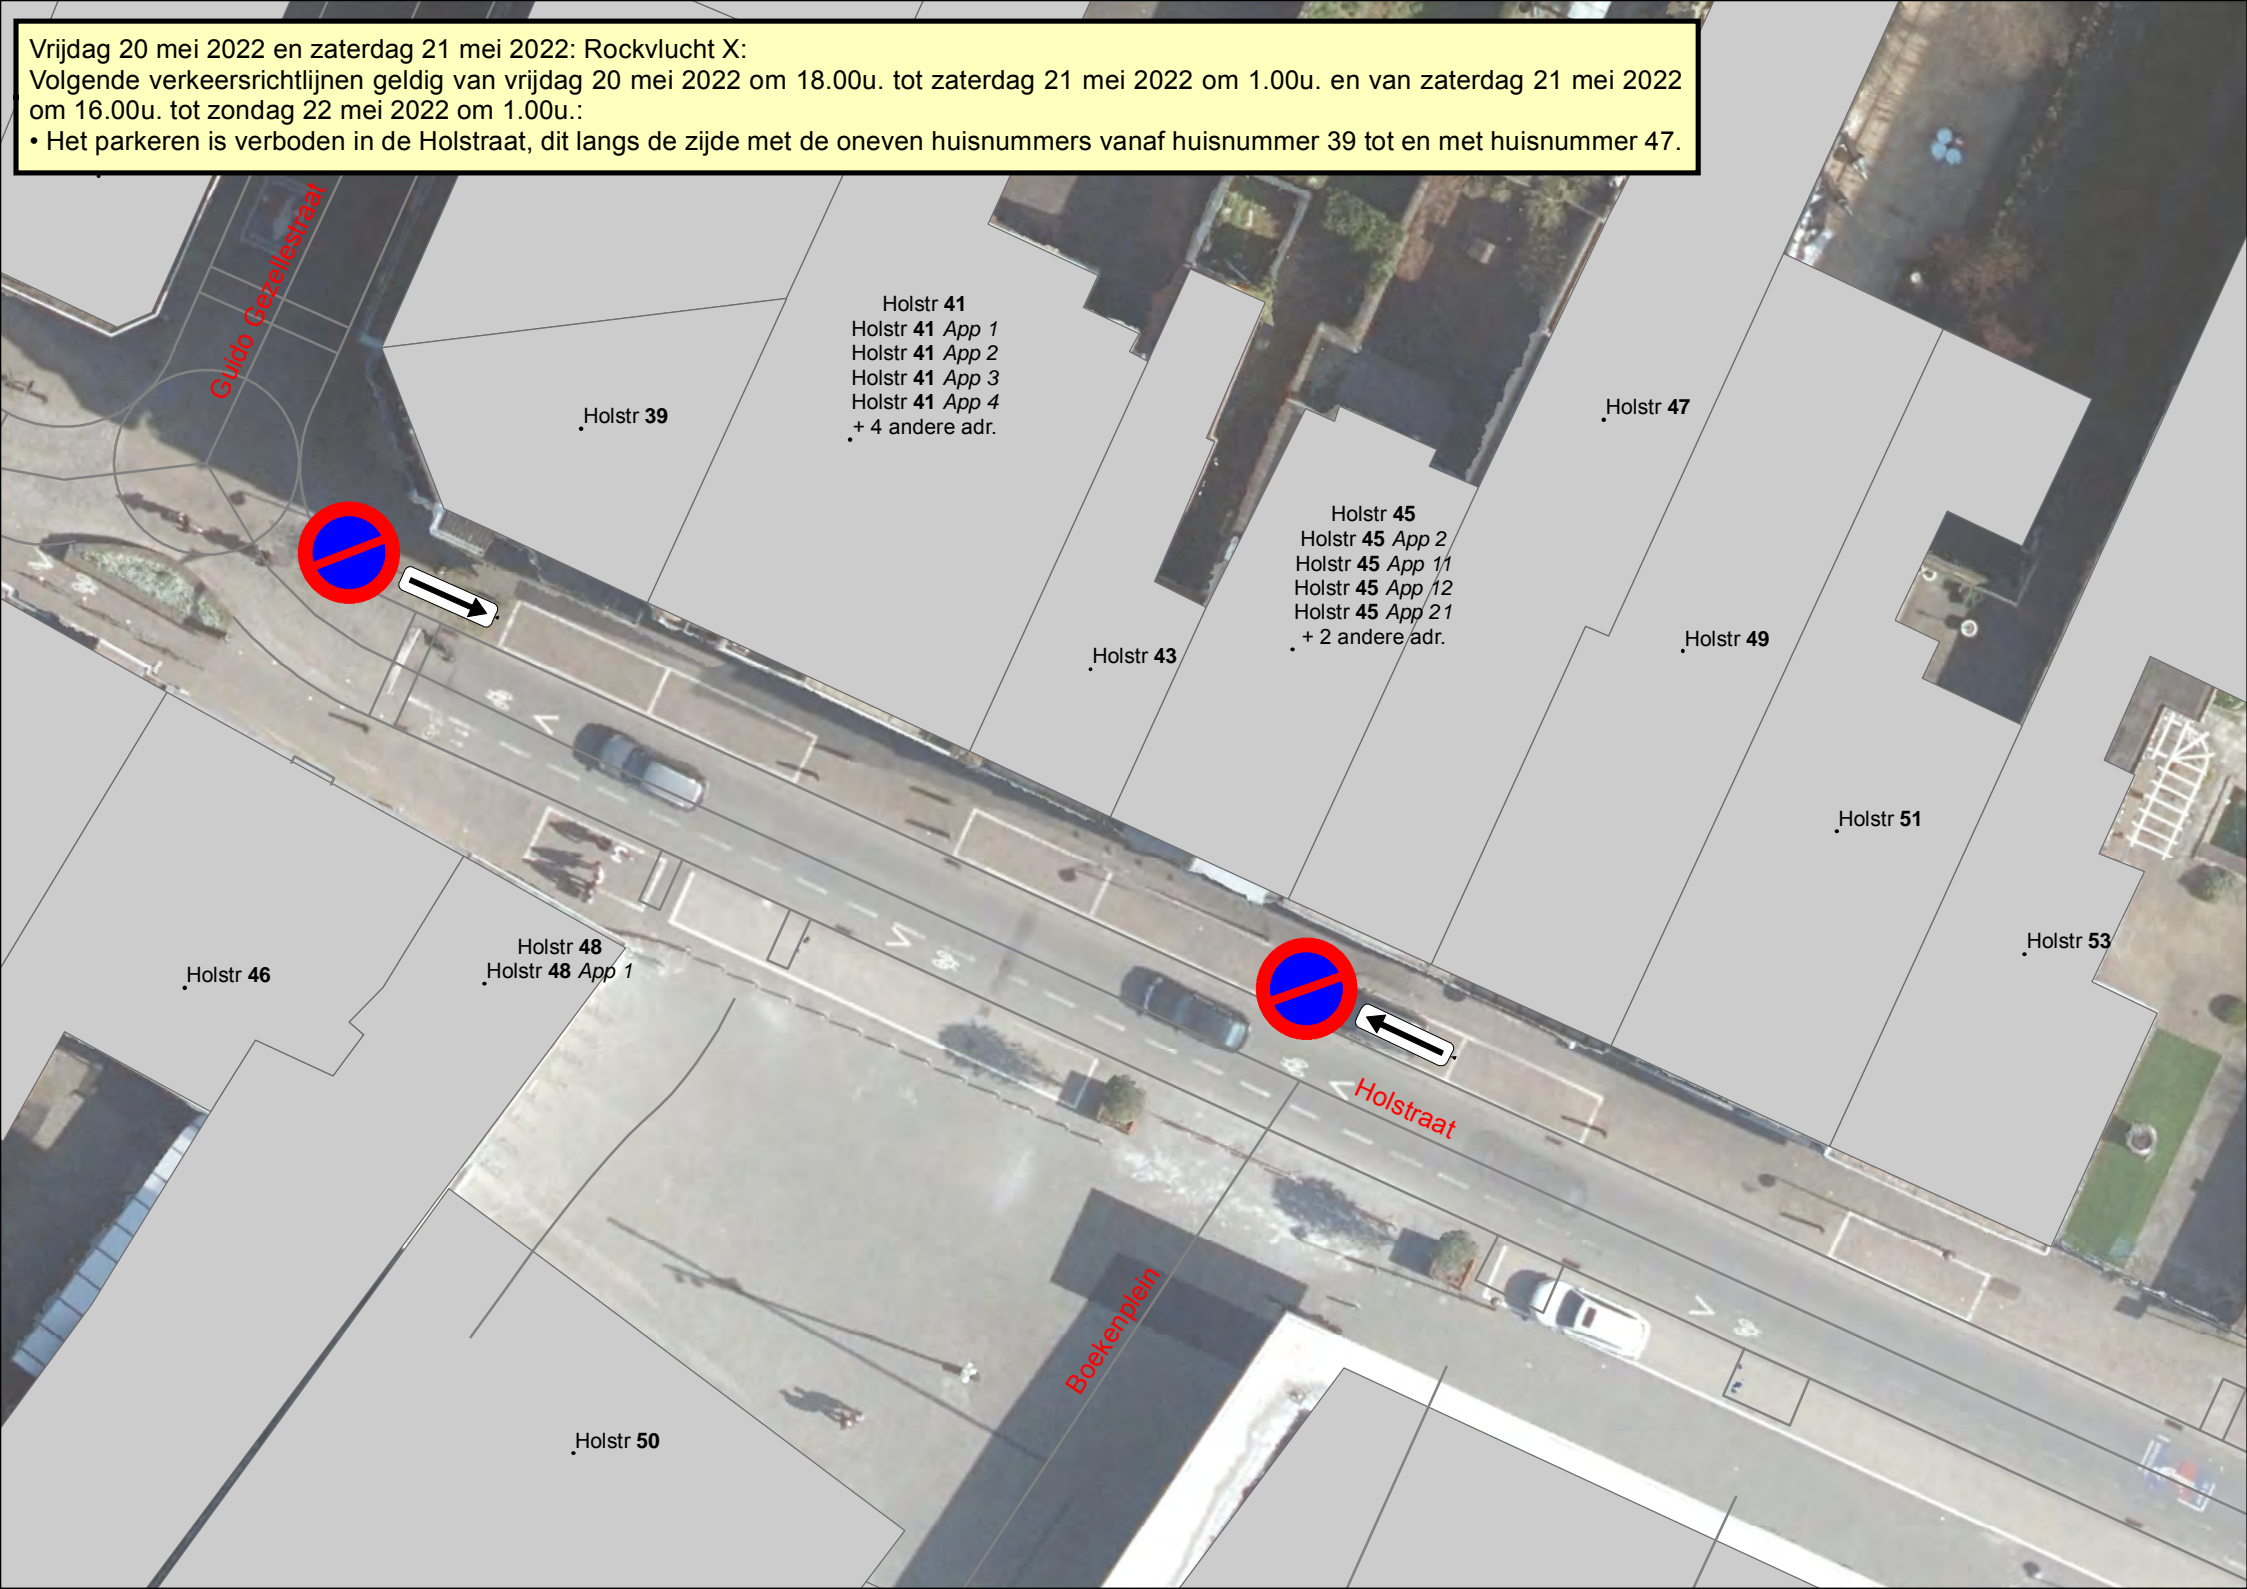 Vrijdag 20 mei 2022 en zaterdag 21 mei 2022: Rockvlucht X:
Volgende verkeersrichtlijnen geldig van vrijdag 20 mei 2022 om 18.00u. tot zaterdag 21 mei 2022 om 1.00u. en van zaterdag 21 mei 2022
om 16.00u. tot zondag 22 mei 2022 om 1.00u.:
• Het parkeren is verboden in de Holstraat, dit langs de zijde met de oneven huisnummers vanaf huisnummer 39 tot en met huisnummer 47.
Guido Gezellestraat
Holstr 39
Holstr 41
Holstr 41 App 1
Holstr 41 App 2
Holstr 41 App 3
Holstr 41 App 4
+ 4 andere adr.
Holstr 47
Holstr 45
Holstr 45 App 2
Holstr 45 App 11
Holstr 45 App 12
Holstr 45 App 21
+ 2 andere adr.
Holstr 43
Holstr 49
Holstr 51
Holstr 53
Holstr 46
Holstr 48
Holstr 48 App 1
Holstraat
Boekenplein
Holstr 50